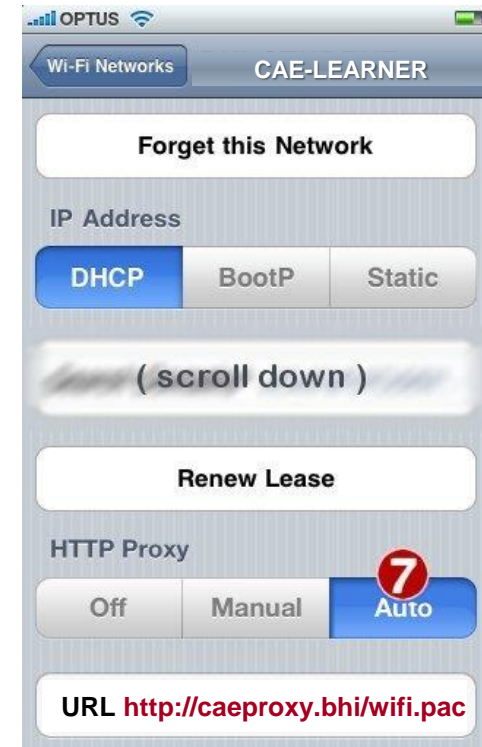 OPTUS
Wi-Fi Networks CAE-LEARNER
Forget this Network
IP Address
DHCP BootP Static
( scroll down )
Renew Lease
HTTP Proxy
7
Off Manual Auto
URL http://caeproxy.bhi/wifi.pac